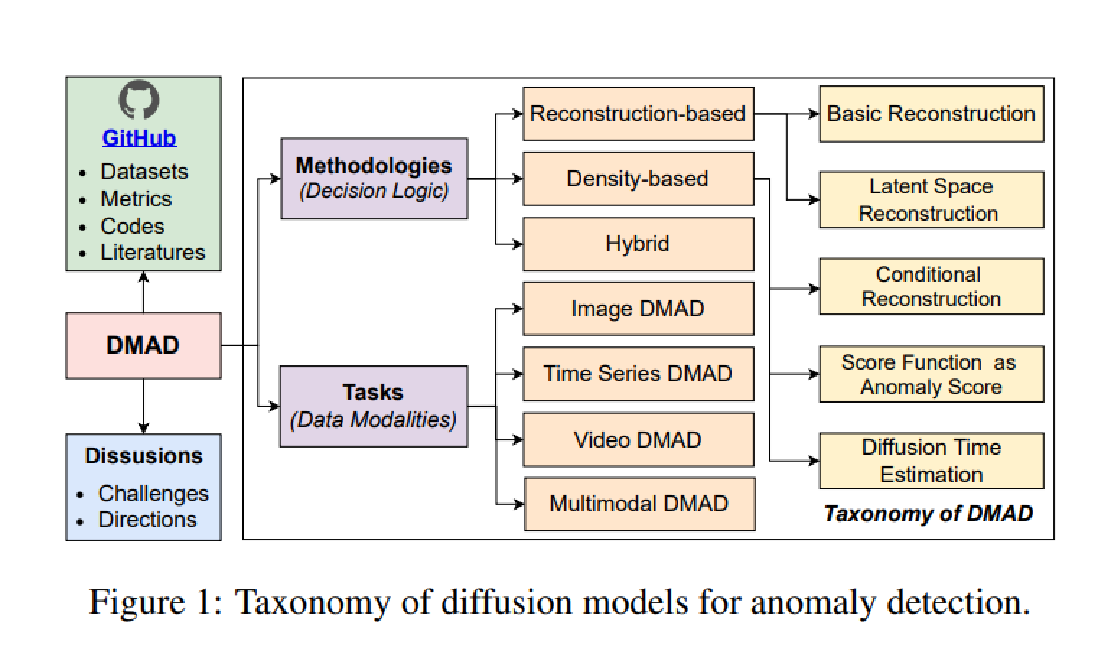 GitHub
• Datasets
• Metrics
• Codes
• Literatures
DMAD
Dissusions
• Challenges
• Directions
Methodologies
(Decision Logic)
Tasks
(Data Modalities)
Reconstruction-based
Density-based
Hybrid
Image DMAD
Time Series DMAD
Video DMAD
Multimodal DMAD
Basic Reconstruction
Latent Space
Reconstruction
Conditional
Reconstruction
Score Function as
Anomaly Score
Diffusion Time
Estimation
Taxonomy of DMAD
Figure 1: Taxonomy of diffusion models for anomaly detection.